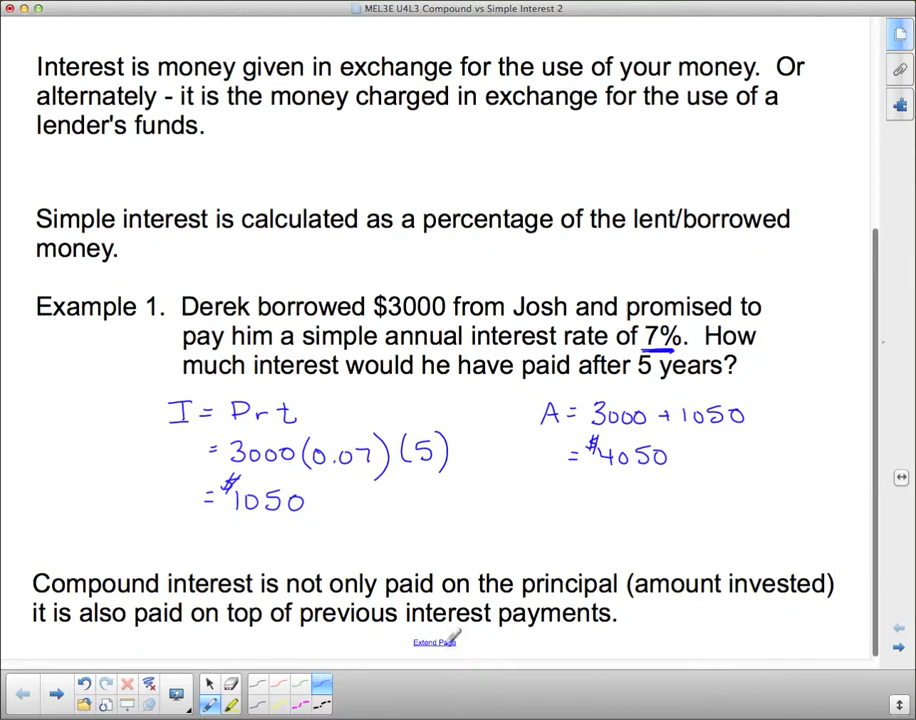 MEL3E U4L3 Compound vs Simple Interest 2
Interest is money given in exchange for the use of your money. Or
alternately - it is the money charged in exchange for the use of a
lender's funds.
Simple interest is calculated as a percentage of the lent/borrowed
money.
Example 1. Derek borrowed $3000 from Josh and promised to
pay him a simple annual interest rate of 7%. How
much interest would he have paid after 5 years?
I = Prt
= 3000(0.07)(5)
= $1050
A = 3000 + 1050
= $4050
Compound interest is not only paid on the principal (amount invested)
it is also paid on top of previous interest payments.
Extend Page